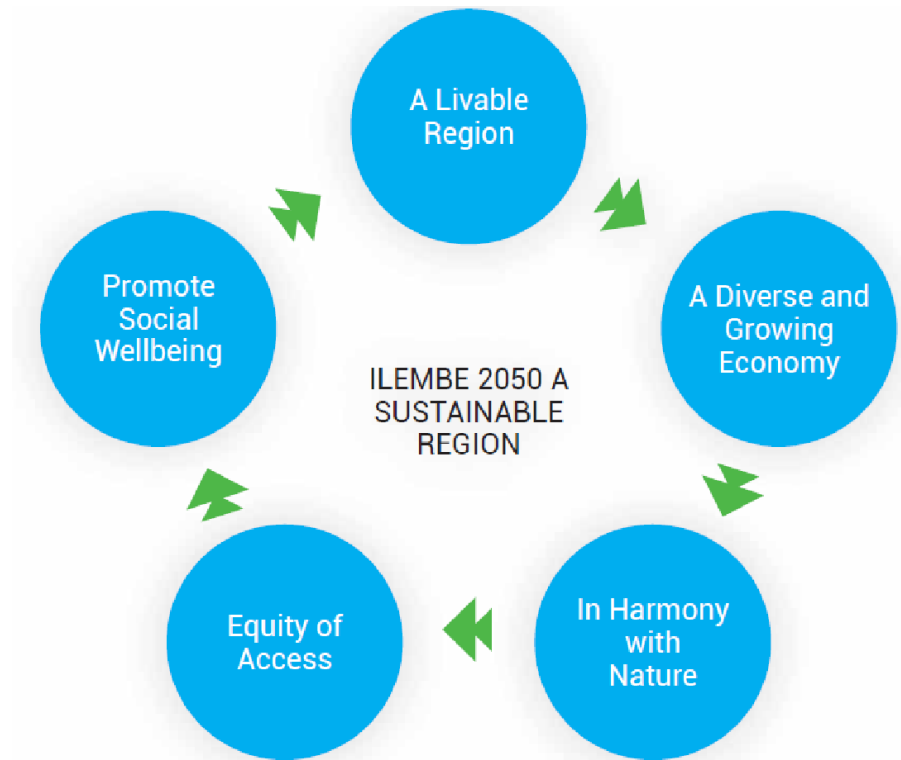 A Livable
Region
Promote
Social
Wellbeing
A Diverse and
Growing
Economy
ILEMBE 2050 A
SUSTAINABLE
REGION
Equity of
Access
In Harmony
with
Nature